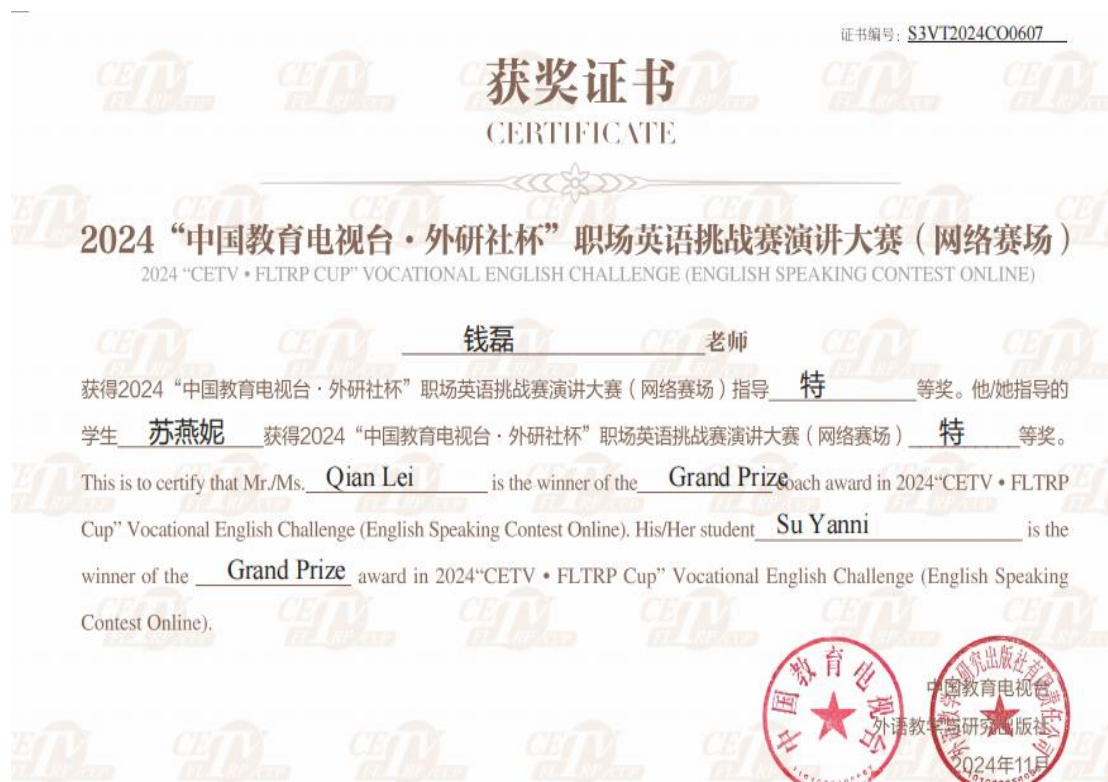 证书编号：S3VT2024CO0607
获奖证书
CERTIFICATE
2024“中国教育电视台·外研社杯”职场英语挑战赛演讲大赛（网络赛场）
2024 “CETV • FLTRP CUP” VOCATIONAL ENGLISH CHALLENGE (ENGLISH SPEAKING CONTEST ONLINE)
钱磊 老师
获得2024“中国教育电视台·外研社杯”职场英语挑战赛演讲大赛（网络赛场）指导 特 等奖。他/她指导的
学生 苏燕妮 获得2024“中国教育电视台·外研社杯”职场英语挑战赛演讲大赛（网络赛场） 特 等奖。
This is to certify that Mr./Ms. Qian Lei is the winner of the Grand Prize coach award in 2024“CETV • FLTRP
Cup” Vocational English Challenge (English Speaking Contest Online). His/Her student Su Yanni is the
winner of the Grand Prize award in 2024“CETV • FLTRP Cup” Vocational English Challenge (English Speaking
Contest Online).
中国教育电视台
外语教学与研究出版社
2024年11月